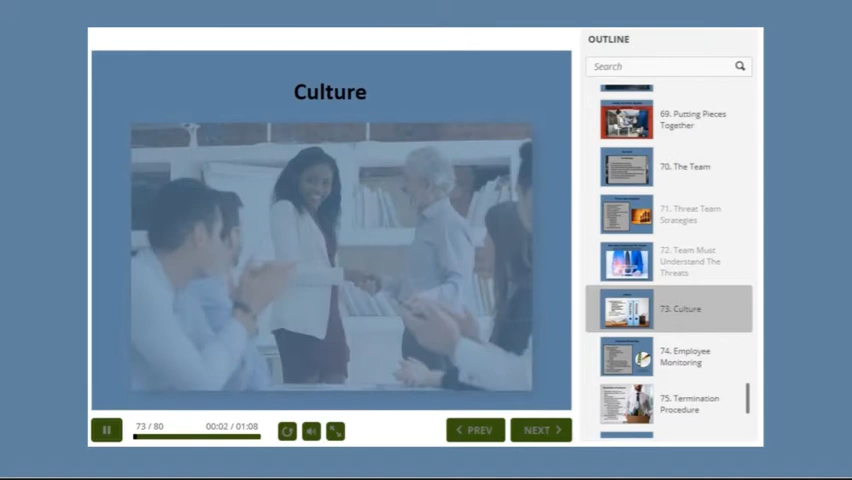 Culture
73 / 80
00:02 / 01:08
PREV
NEXT
OUTLINE
Search
69. Putting Pieces
Together
70. The Team
71. Threat Team
Strategies
72. Team Must
Understand The
Threats
73. Culture
74. Employee
Monitoring
75. Termination
Procedure